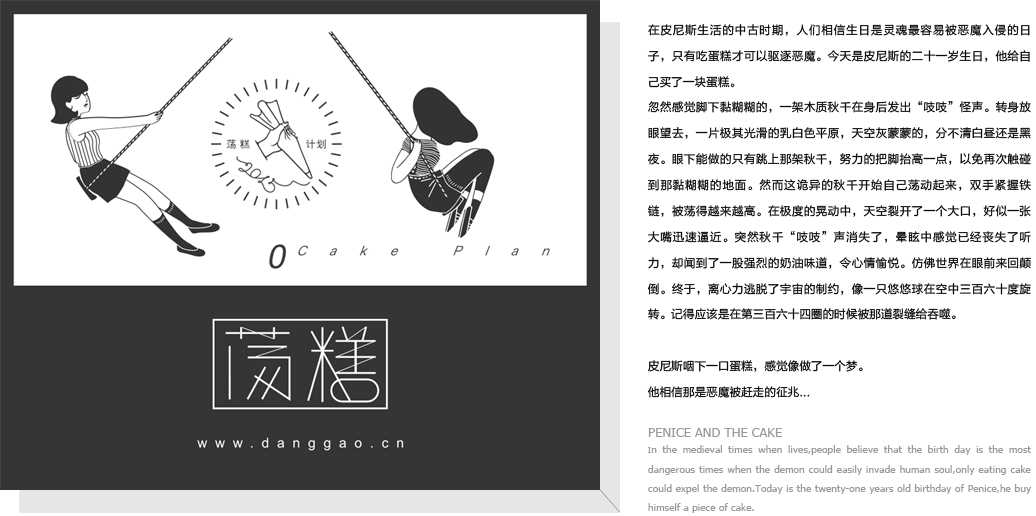 荡糕 计划
0 Cake Plan
荡糕
www.danggao.cn
在皮尼斯生活的中古时期，人们相信生日是灵魂最容易被恶魔入侵的日
子，只有吃蛋糕才可以驱逐恶魔。今天是皮尼斯的二十一岁生日，他给自
己买了一块蛋糕。
忽然感觉脚下黏糊糊的，一架木质秋千在身后发出“吱吱”怪声。转身放
眼望去，一片极其光滑的乳白色平原，天空灰蒙蒙的，分不清白昼还是黑
夜。眼下能做的只有跳上那架秋千，努力的把脚抬高一点，以免再次触碰
到那黏糊糊的地面。然而这诡异的秋千开始自己荡动起来，双手紧握铁
链，被荡得越来越高。在极度的晃动中，天空裂开了一个大口，好似一张
大嘴迅速逼近。突然秋千“吱吱”声消失了，晕眩中感觉已经丧失了听
力，却闻到了一股强烈的奶油味道，令心情愉悦。仿佛世界在眼前来回颠
倒。终于，离心力逃脱了宇宙的制约，像一只悠悠球在空中三百六十度旋
转。记得应该是在第三百六十四圈的时候被那道裂缝给吞噬。
皮尼斯咽下一口蛋糕，感觉像做了一个梦。
他相信那是恶魔被赶走的征兆...
PENICE AND THE CAKE
In the medieval times when lives,people believe that the birth day is the most
dangerous times when the demon could easily invade human soul,only eating cake
could expel the demon.Today is the twenty-one years old birthday of Penice,he buy
himself a piece of cake.